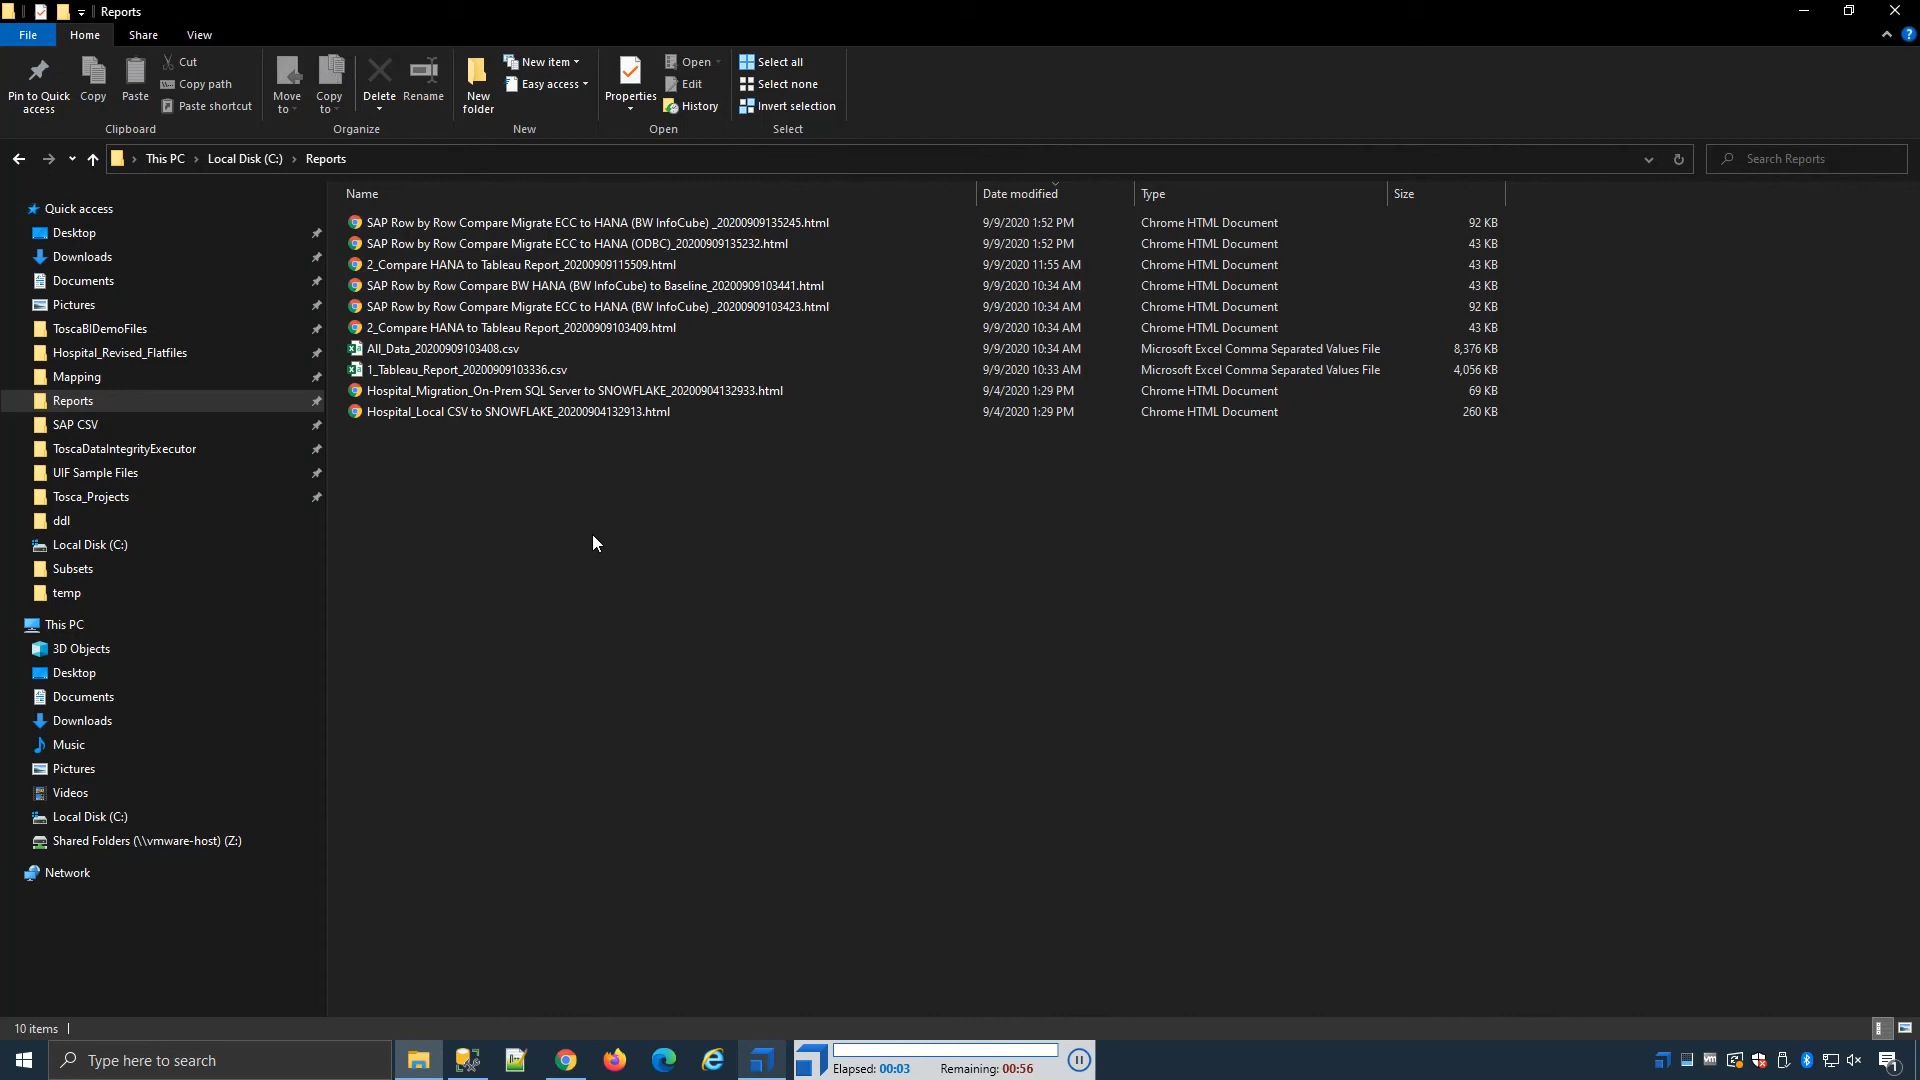 Reports
File Home Share View
Pin to Quick access
Copy
Paste
Cut
Copy path
Paste shortcut
Clipboard
Move to
Copy to
Delete
Rename
Organize
New folder
New item
Easy access
New
Properties
Open
Edit
History
Open
Select all
Select none
Invert selection
Select
This PC > Local Disk (C:) > Reports
Search Reports
Name Date modified Type Size
SAP Row by Row Compare Migrate ECC to HANA (BW InfoCube) _20200909135245.html 9/9/2020 1:52 PM Chrome HTML Document 92 KB
SAP Row by Row Compare Migrate ECC to HANA (ODBC)_20200909135232.html 9/9/2020 1:52 PM Chrome HTML Document 43 KB
2_Compare HANA to Tableau Report_20200909115509.html 9/9/2020 11:55 AM Chrome HTML Document 43 KB
SAP Row by Row Compare BW HANA (BW InfoCube) to Baseline_20200909103441.html 9/9/2020 10:34 AM Chrome HTML Document 43 KB
SAP Row by Row Compare Migrate ECC to HANA (BW InfoCube) _20200909103423.html 9/9/2020 10:34 AM Chrome HTML Document 92 KB
2_Compare HANA to Tableau Report_20200909103409.html 9/9/2020 10:34 AM Chrome HTML Document 43 KB
All_Data_20200909103408.csv 9/9/2020 10:34 AM Microsoft Excel Comma Separated Values File 8,376 KB
1_Tableau_Report_20200909103336.csv 9/9/2020 10:33 AM Microsoft Excel Comma Separated Values File 4,056 KB
Hospital_Migration_On-Prem SQL Server to SNOWFLAKE_20200904132933.html 9/4/2020 1:29 PM Chrome HTML Document 69 KB
Hospital_Local CSV to SNOWFLAKE_20200904132913.html 9/4/2020 1:29 PM Chrome HTML Document 260 KB
Quick access
Desktop
Downloads
Documents
Pictures
ToscaBIDemoFiles
Hospital_Revised_Flatfiles
Mapping
Reports
SAP CSV
ToscaDataIntegrityExecutor
UIF Sample Files
Tosca_Projects
ddl
Local Disk (C:)
Subsets
temp
This PC
3D Objects
Desktop
Documents
Downloads
Music
Pictures
Videos
Local Disk (C:)
Shared Folders (\\vmware-host) (Z:)
Network
10 items
Type here to search
Elapsed: 00:03 Remaining: 00:56
1